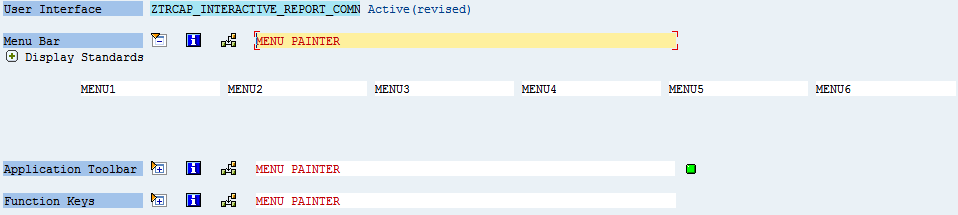 User Interface ZTRCAP_INTERACTIVE_REPORT_COMN Active(revised)
Menu Bar MENU PAINTER
Display Standards
MENU1 MENU2 MENU3 MENU4 MENU5 MENU6
Application Toolbar MENU PAINTER
Function Keys MENU PAINTER